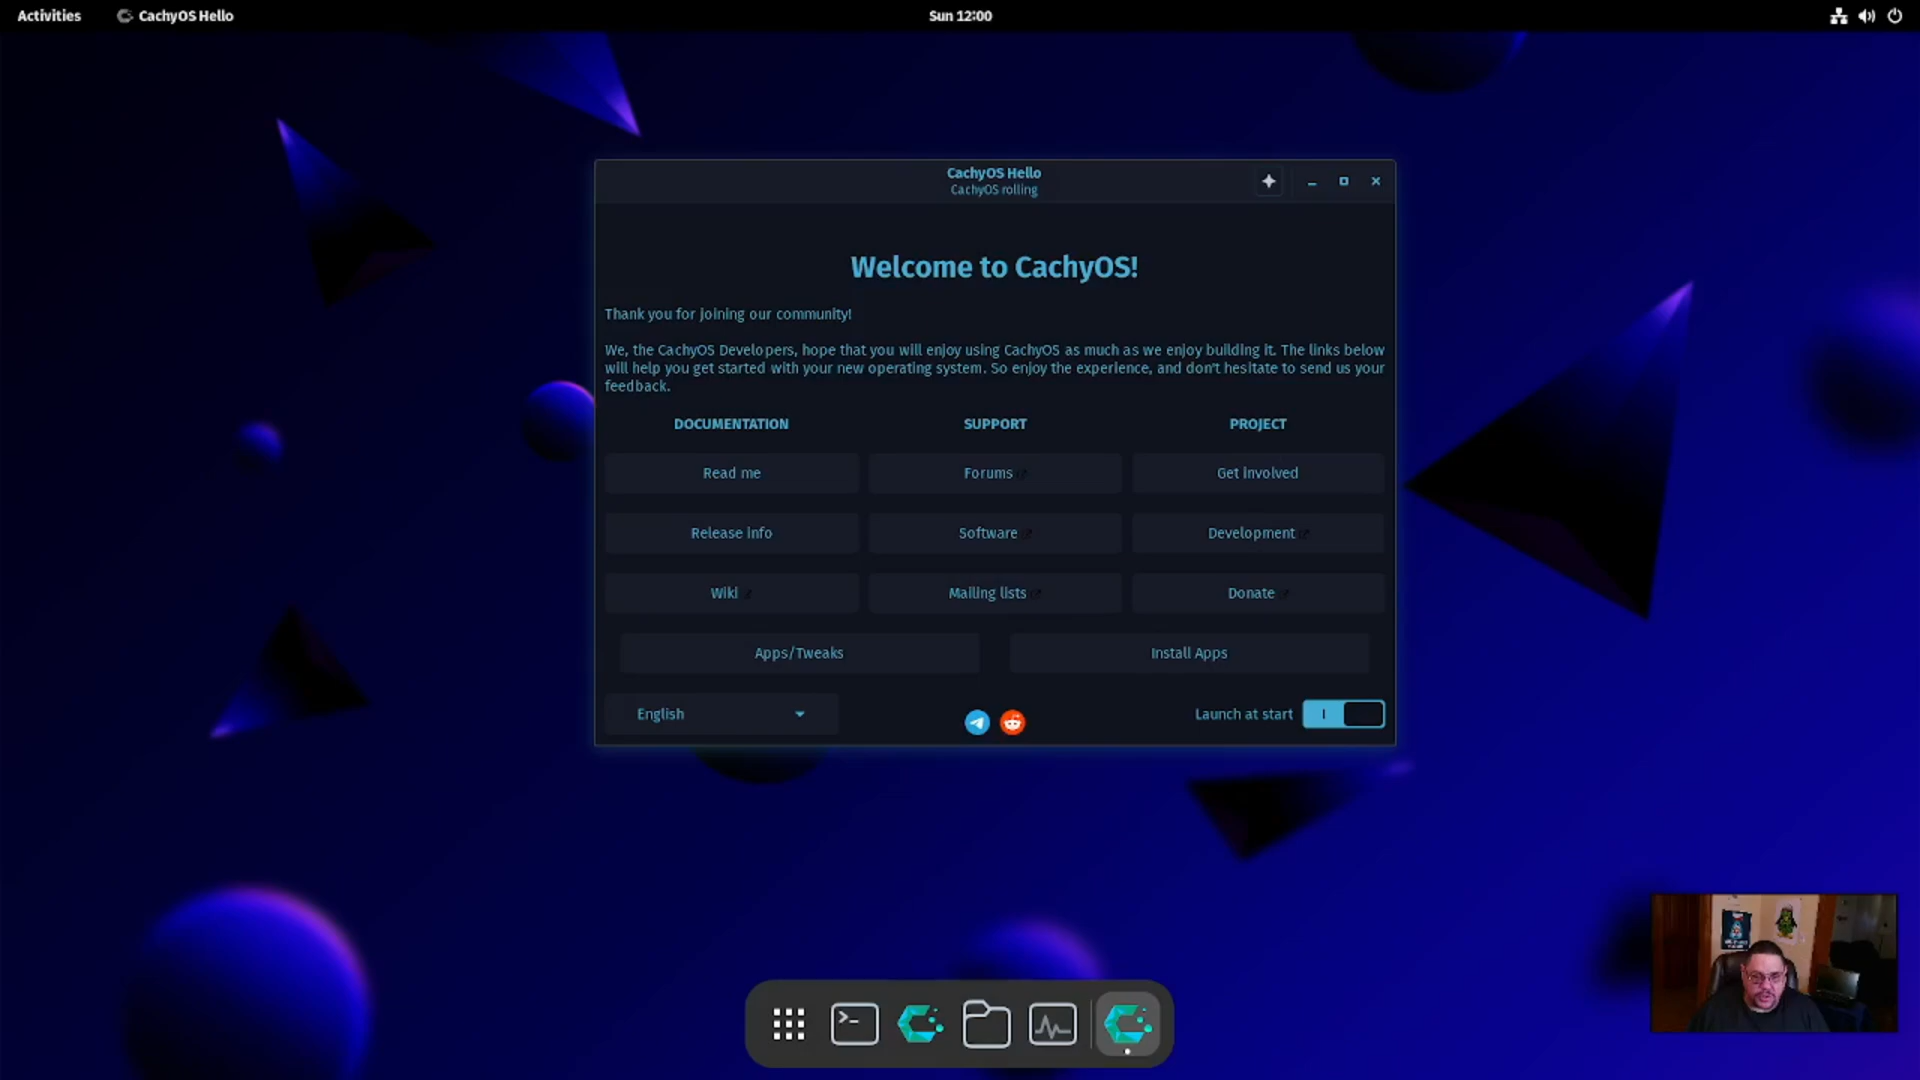 Activities
CachyOS Hello
Sun 12:00
CachyOS Hello
CachyOS rolling
Welcome to CachyOS!
Thank you for joining our community!
We, the CachyOS Developers, hope that you will enjoy using CachyOS as much as we enjoy building it. The links below
will help you get started with your new operating system. So enjoy the experience, and don't hesitate to send us your
feedback.
DOCUMENTATION
SUPPORT
PROJECT
Read me
Forums
Get involved
Release info
Software
Development
Wiki
Mailing lists
Donate
Apps/Tweaks
Install Apps
English
Launch at start